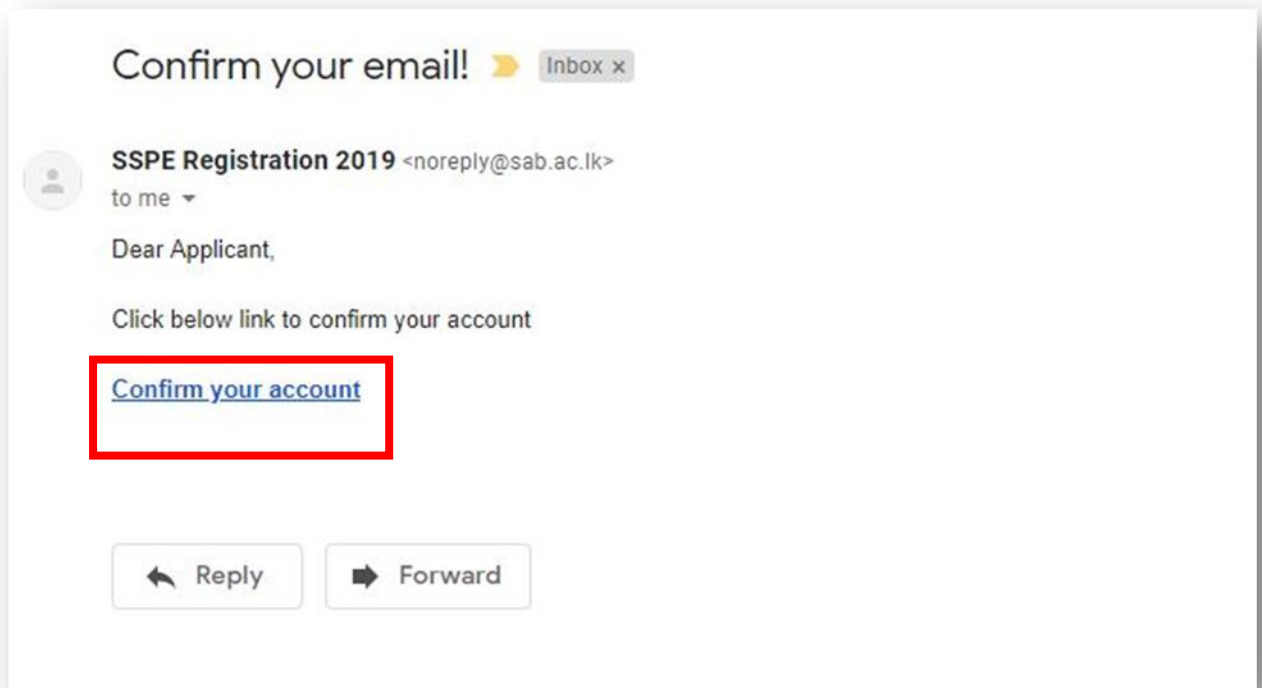 Confirm your email! Inbox x
SSPE Registration 2019 <noreply@sab.ac.lk>
to me
Dear Applicant,
Click below link to confirm your account
Confirm your account
Reply Forward